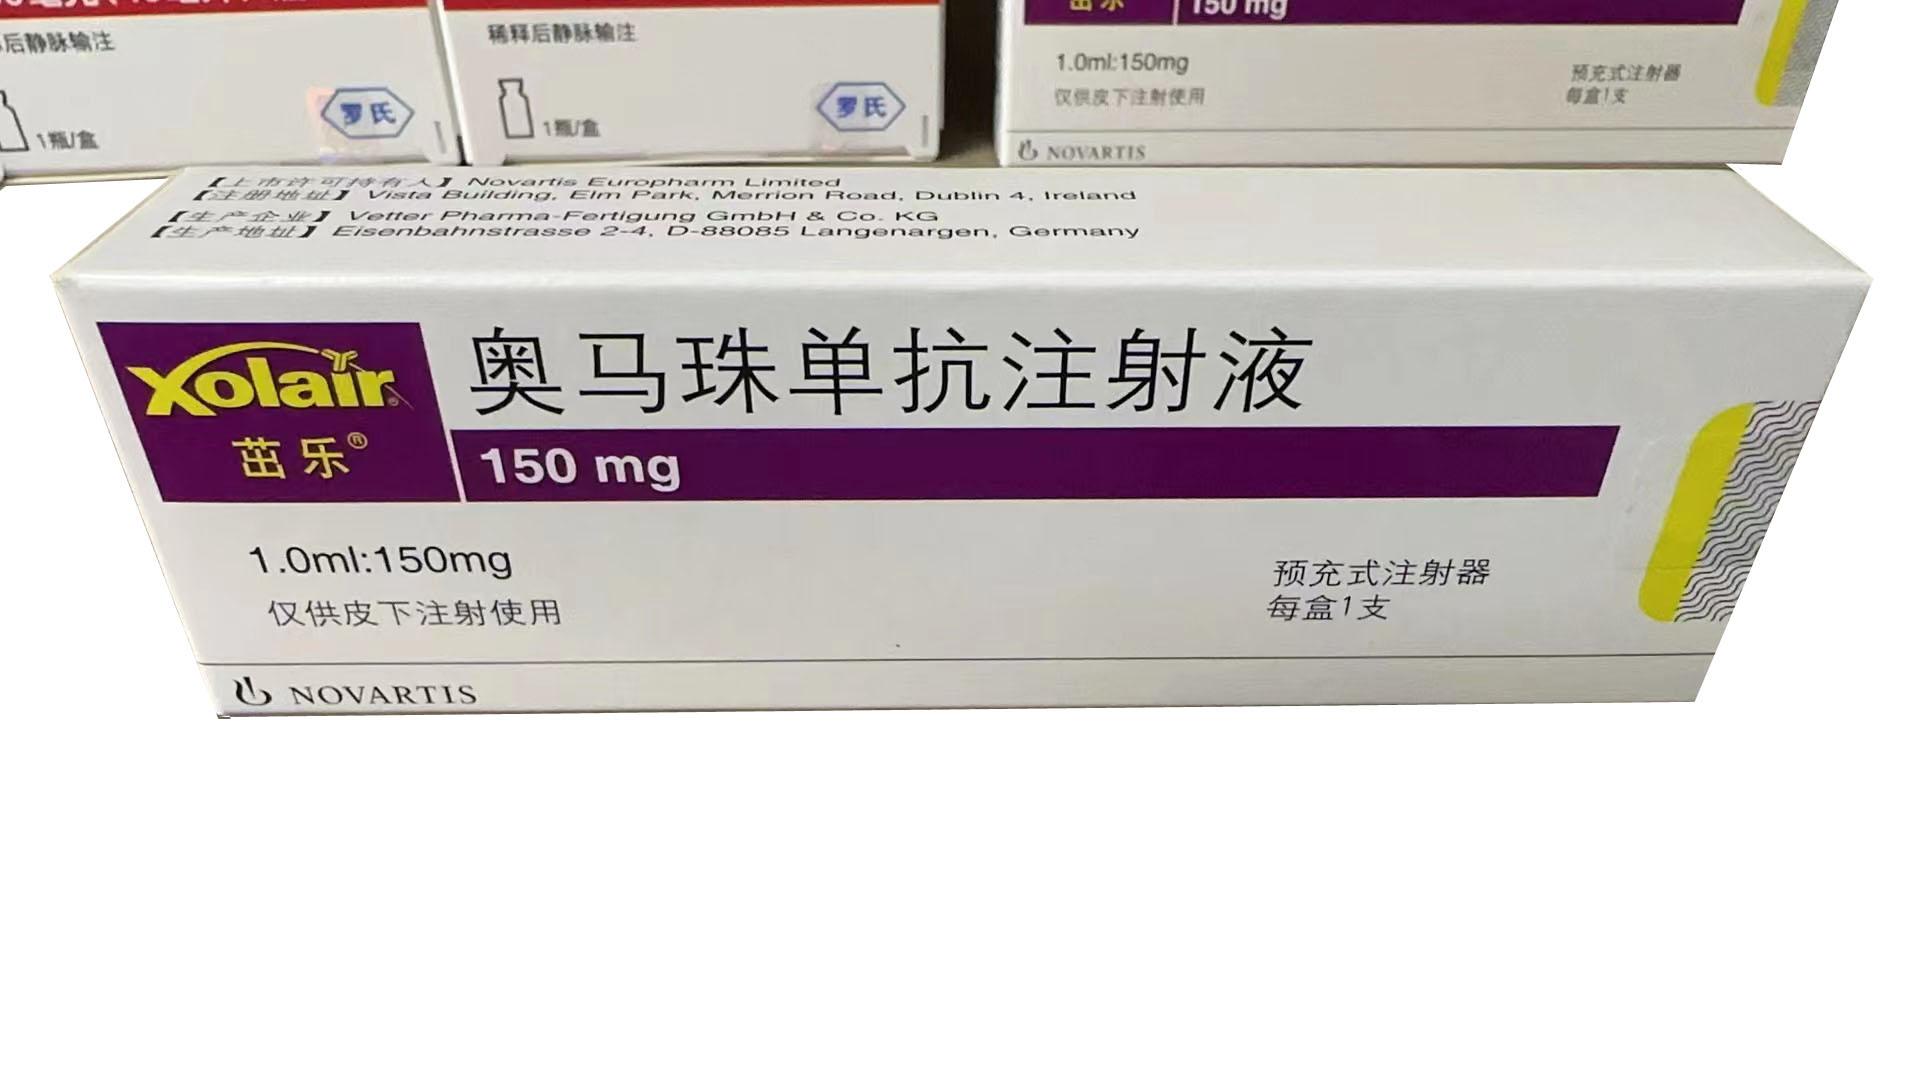 后静脉输注
1瓶/盒
罗氏
稀释后静脉输注
1瓶/盒
罗氏
茁乐
150 mg
1.0ml:150mg
仅供皮下注射使用
预充式注射器
每盒1支
NOVARTIS
【上市许可持有人】Novartis Europharm Limited
【注册地址】Vista Building, Elm Park, Merrion Road, Dublin 4, Ireland
【生产企业】Vetter Pharma-Fertigung GmbH & Co. KG
【生产地址】Eisenbahnstrasse 2-4, D-88085 Langenargen, Germany
Xolair®
茁乐®
奥马珠单抗注射液
150 mg
1.0ml:150mg
仅供皮下注射使用
预充式注射器
每盒1支
NOVARTIS